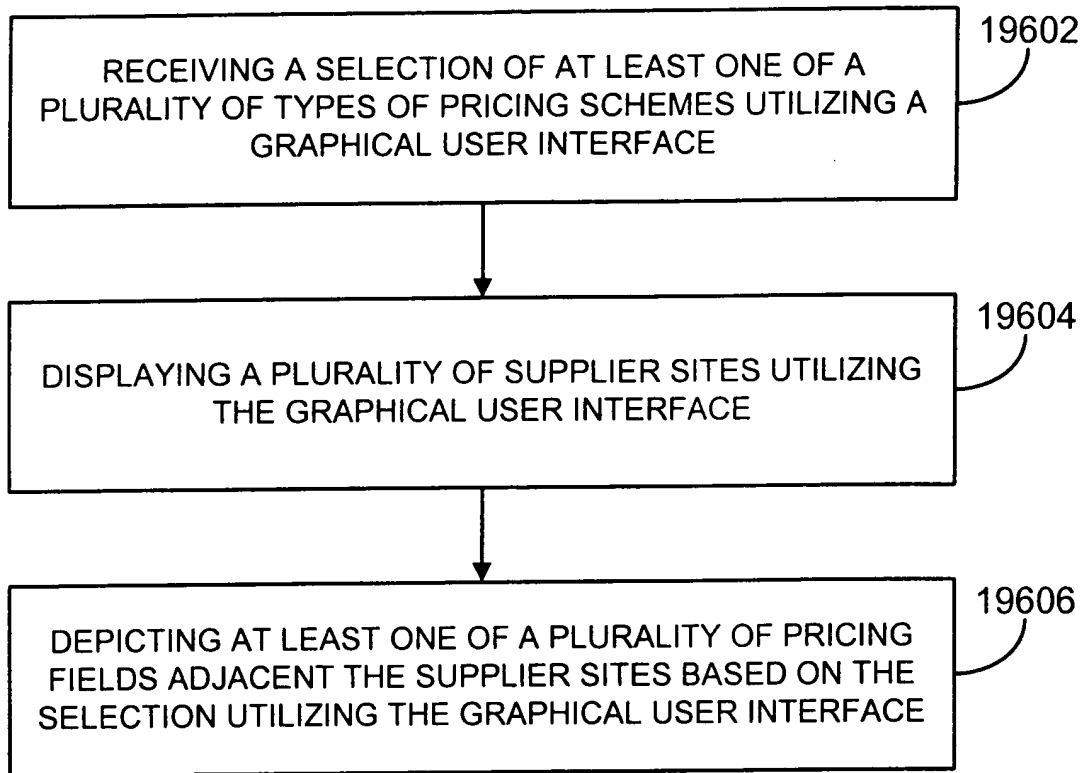 19602
RECEIVING A SELECTION OF AT LEAST ONE OF A
PLURALITY OF TYPES OF PRICING SCHEMES UTILIZING A
GRAPHICAL USER INTERFACE
19604
DISPLAYING A PLURALITY OF SUPPLIER SITES UTILIZING
THE GRAPHICAL USER INTERFACE
19606
DEPICTING AT LEAST ONE OF A PLURALITY OF PRICING
FIELDS ADJACENT THE SUPPLIER SITES BASED ON THE
SELECTION UTILIZING THE GRAPHICAL USER INTERFACE